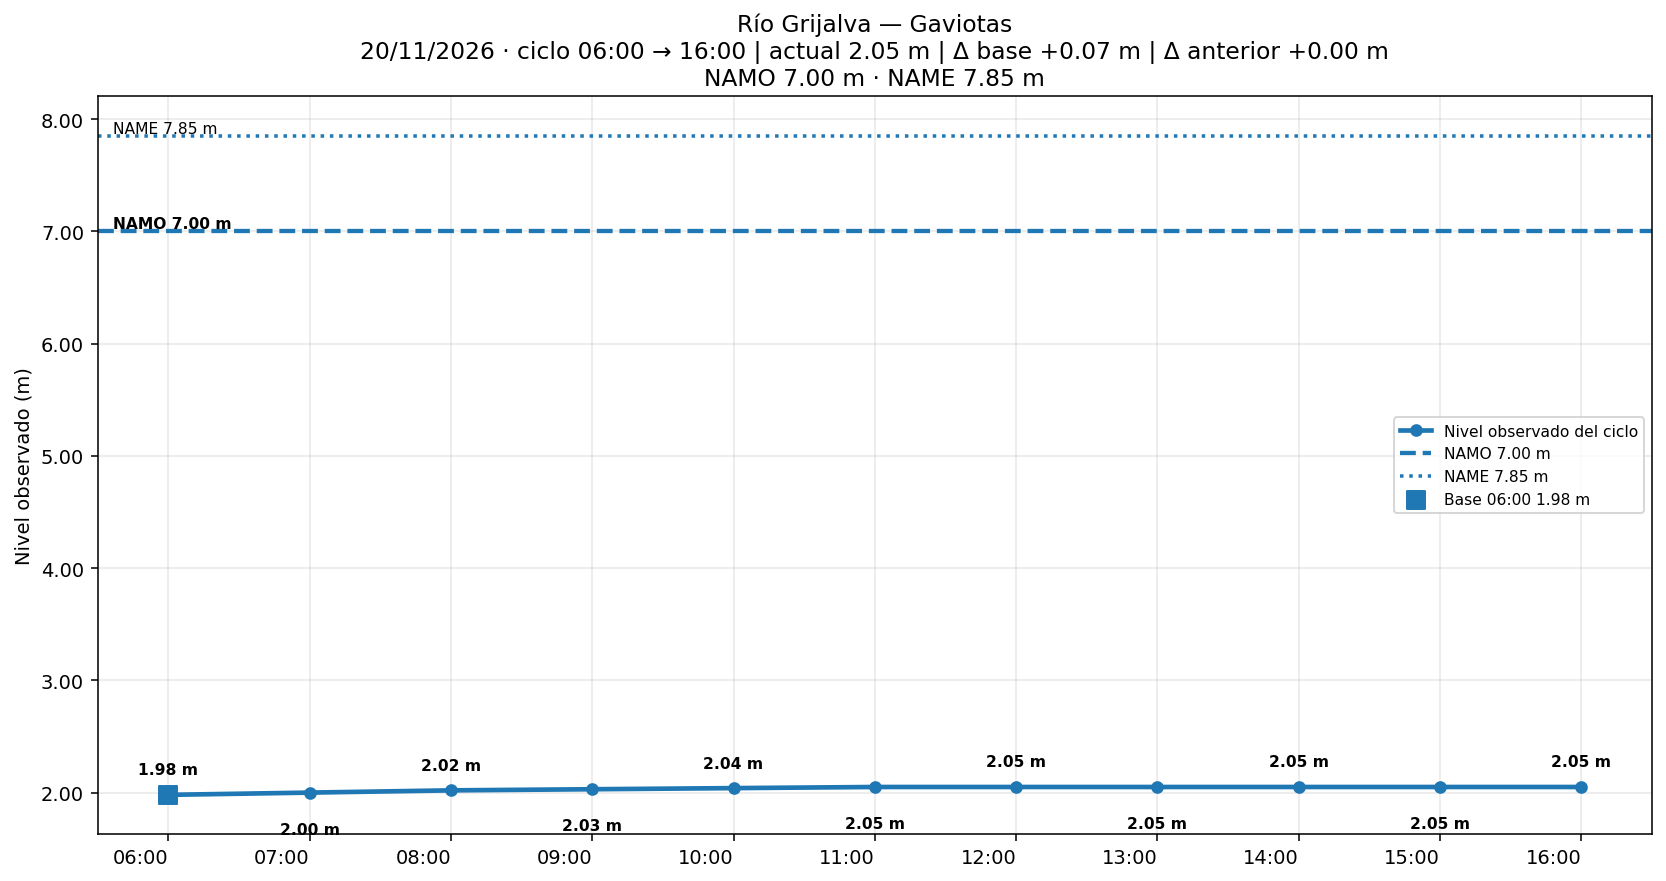 Río Grijalva — Gaviotas
20/11/2026 · ciclo 06:00 → 16:00 | actual 2.05 m | Δ base +0.07 m | Δ anterior +0.00 m
NAMO 7.00 m · NAME 7.85 m
Nivel observado (m)
8.00
7.00
6.00
5.00
4.00
3.00
2.00
NAME 7.85 m
NAMO 7.00 m
Nivel observado del ciclo
NAMO 7.00 m
NAME 7.85 m
Base 06:00 1.98 m
1.98 m
2.00 m
2.02 m
2.03 m
2.04 m
2.05 m
2.05 m
2.05 m
2.05 m
2.05 m
2.05 m
06:00
07:00
08:00
09:00
10:00
11:00
12:00
13:00
14:00
15:00
16:00